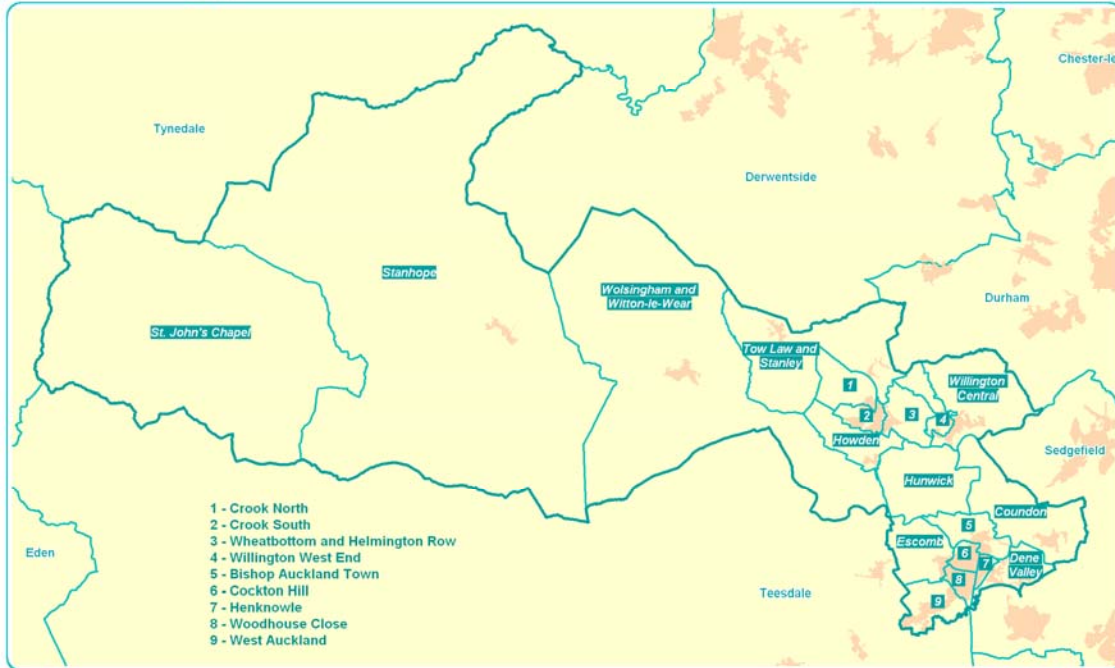 Chester-le
Tynedale
Derwentside
Stanhope
Wolsingham and
Witton-le-Wear
Durham
St. John's Chapel
Tow Law and
Stanley
1
Willington
Central
2
3
4
Howden
Sedgefield
Hunwick
Coundon
5
Escomb
6
7
Dene
Valley
8
9
Eden
Teesdale
1 - Crook North
2 - Crook South
3 - Wheatbottom and Helmington Row
4 - Willington West End
5 - Bishop Auckland Town
6 - Cockton Hill
7 - Henknowle
8 - Woodhouse Close
9 - West Auckland